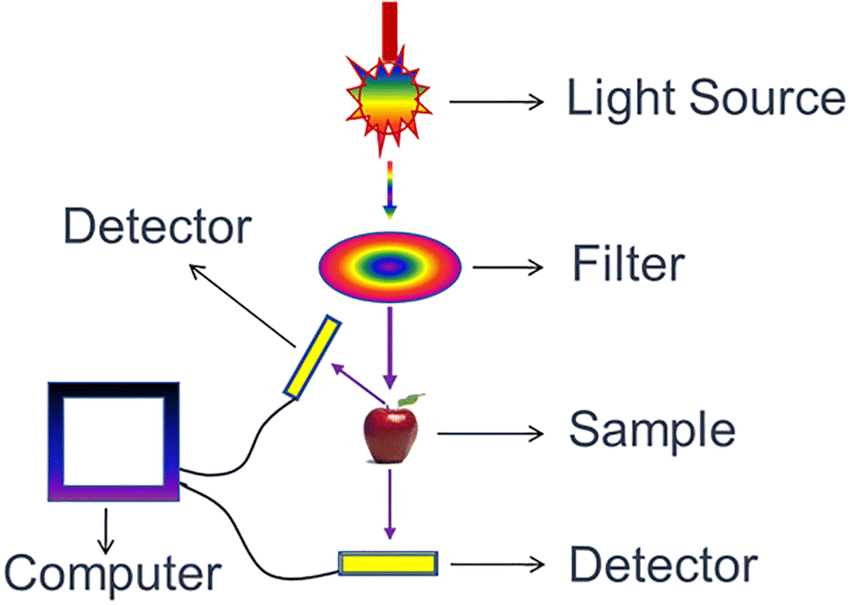 Light Source
Detector
Filter
Sample
Computer
Detector